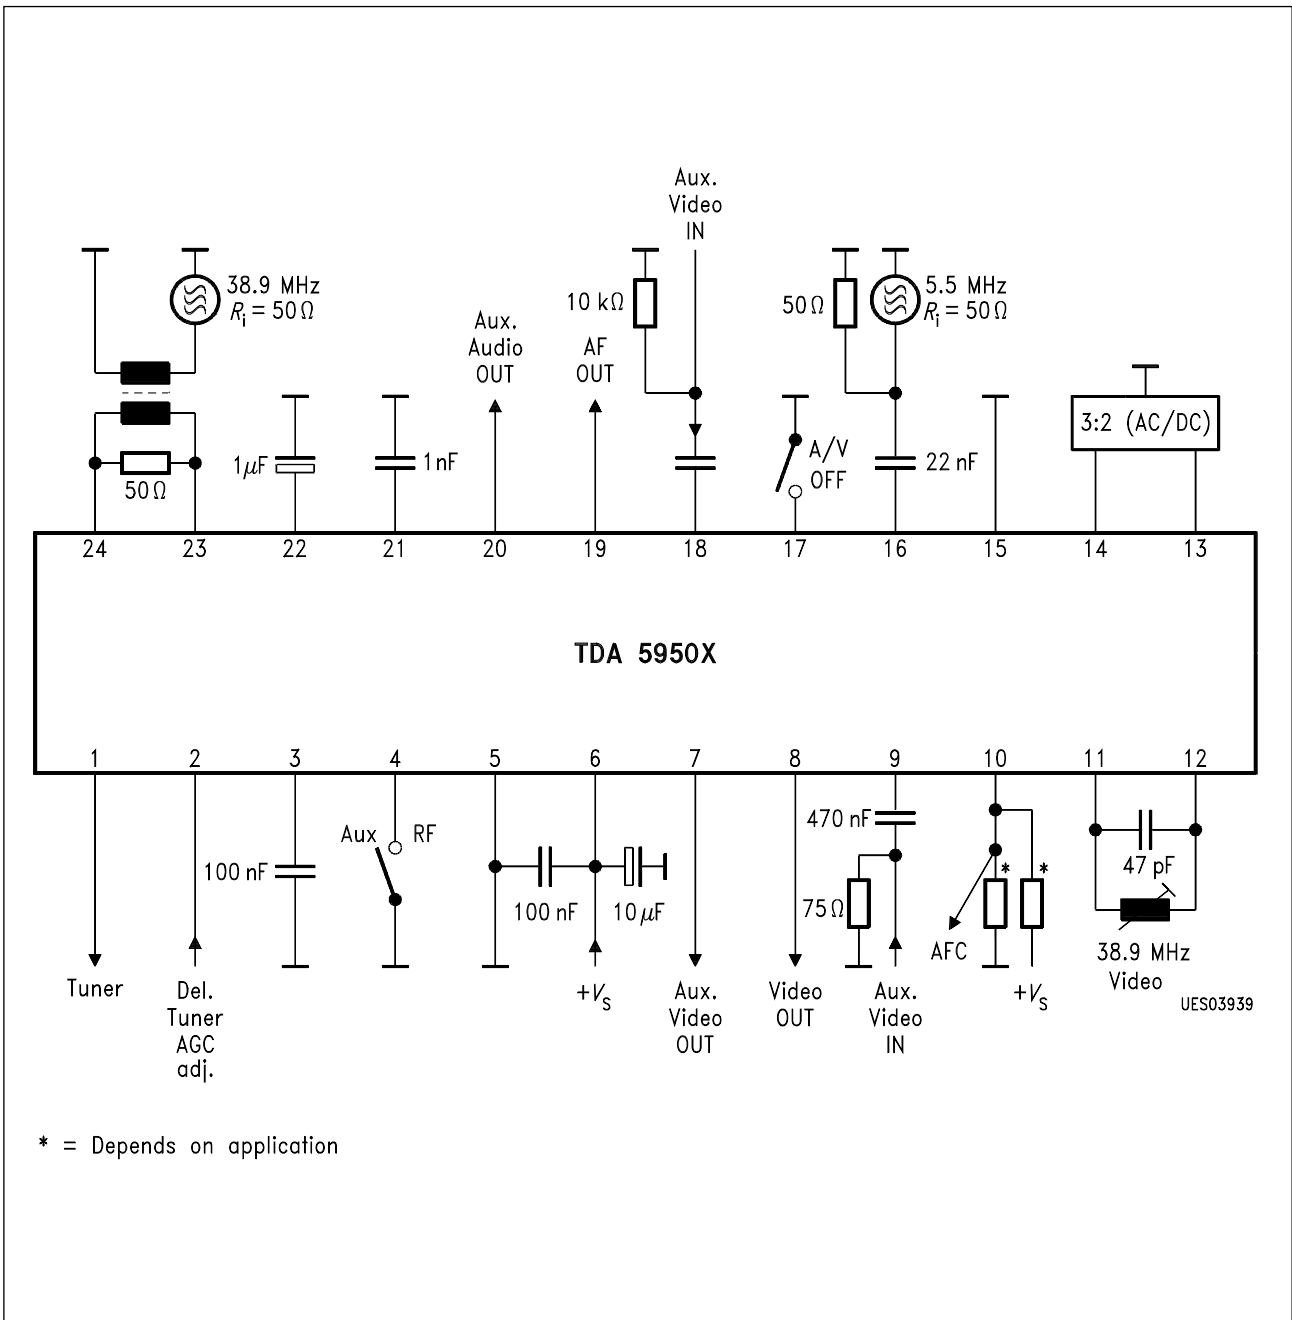 Aux.
Video
IN
38.9 MHz
Ri = 50 Ω
10 kΩ
50 Ω
5.5 MHz
Ri = 50 Ω
Aux.
Audio
OUT
AF
OUT
3:2 (AC/DC)
1 µF
1 nF
A/V
OFF
22 nF
50 Ω
24 23 22 21 20 19 18 17 16 15 14 13
TDA 5950X
1 2 3 4 5 6 7 8 9 10 11 12
470 nF
Aux RF
100 nF
47 pF
* *
100 nF
10 µF
75 Ω
AFC
38.9 MHz
Video
Tuner
Del.
Tuner
AGC
adj.
+VS
Aux.
Video
OUT
Video
OUT
Aux.
Video
IN
+VS
UES03939
* = Depends on application